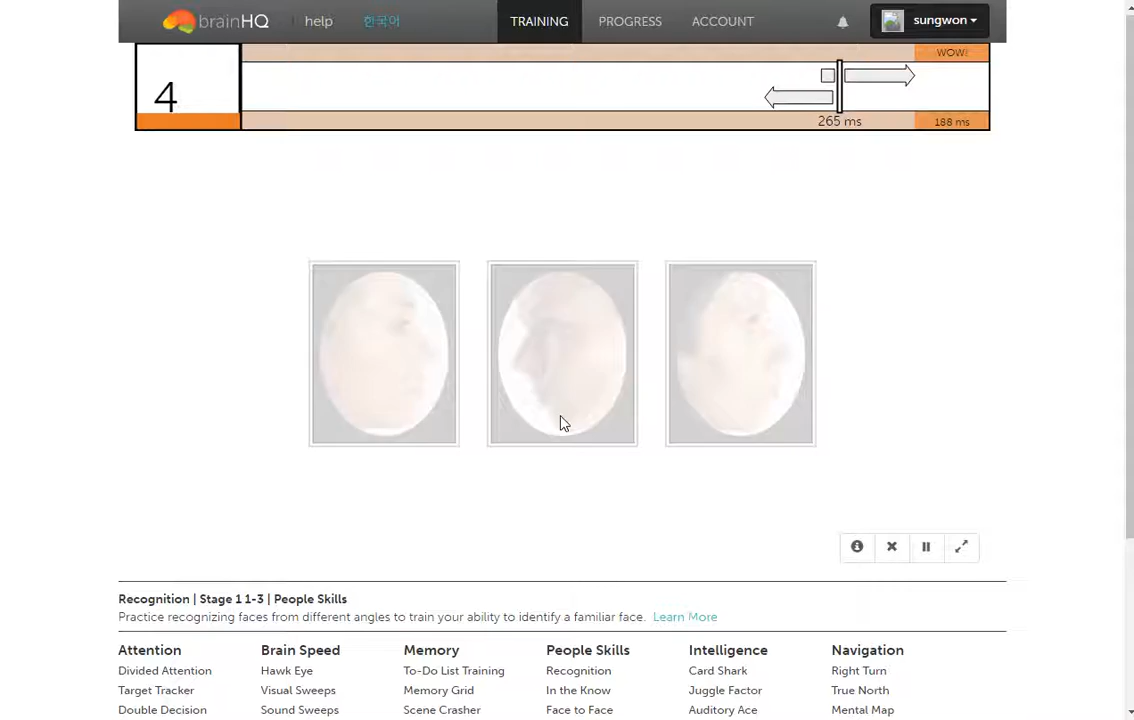 brainHQ help 한국어 TRAINING PROGRESS ACCOUNT sungwon
WOW!
4
265 ms 188 ms
Recognition | Stage 1 1-3 | People Skills
Practice recognizing faces from different angles to train your ability to identify a familiar face. Learn More
Attention Brain Speed Memory People Skills Intelligence Navigation
Divided Attention Hawk Eye To-Do List Training Recognition Card Shark Right Turn
Target Tracker Visual Sweeps Memory Grid In the Know Juggle Factor True North
Double Decision Sound Sweeps Scene Crasher Face to Face Auditory Ace Mental Map